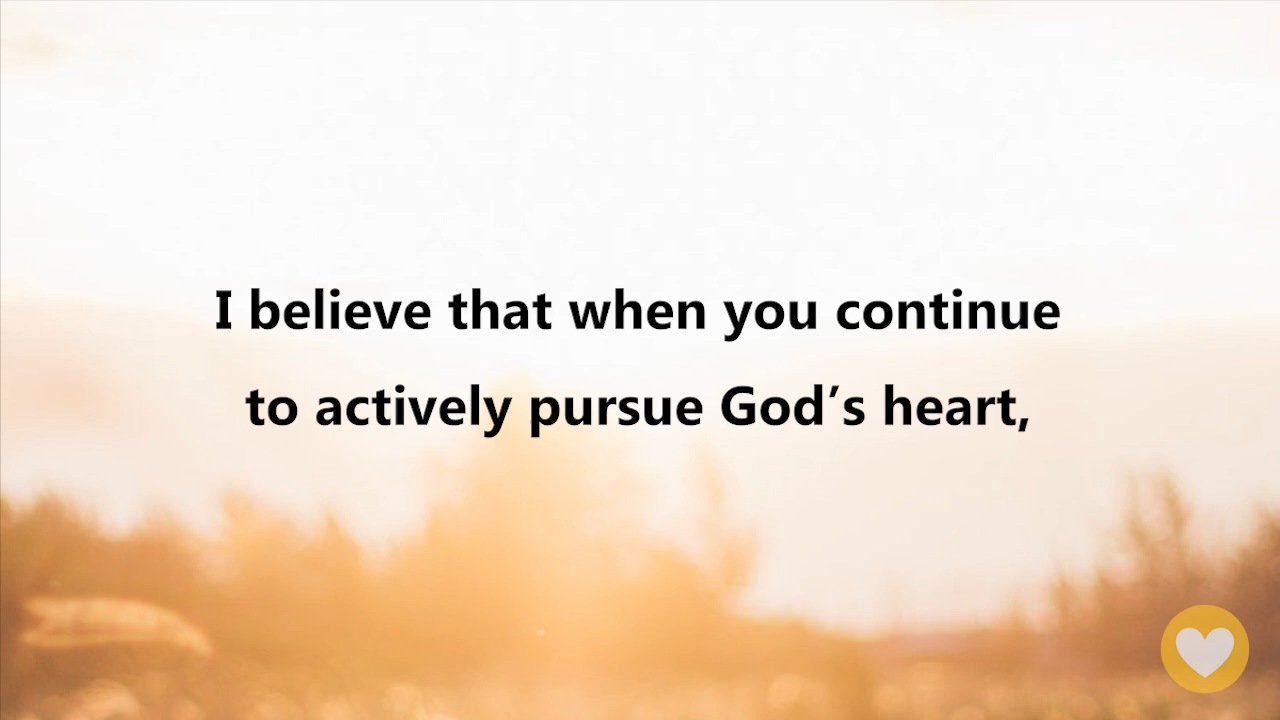 I believe that when you continue
to actively pursue God’s heart,